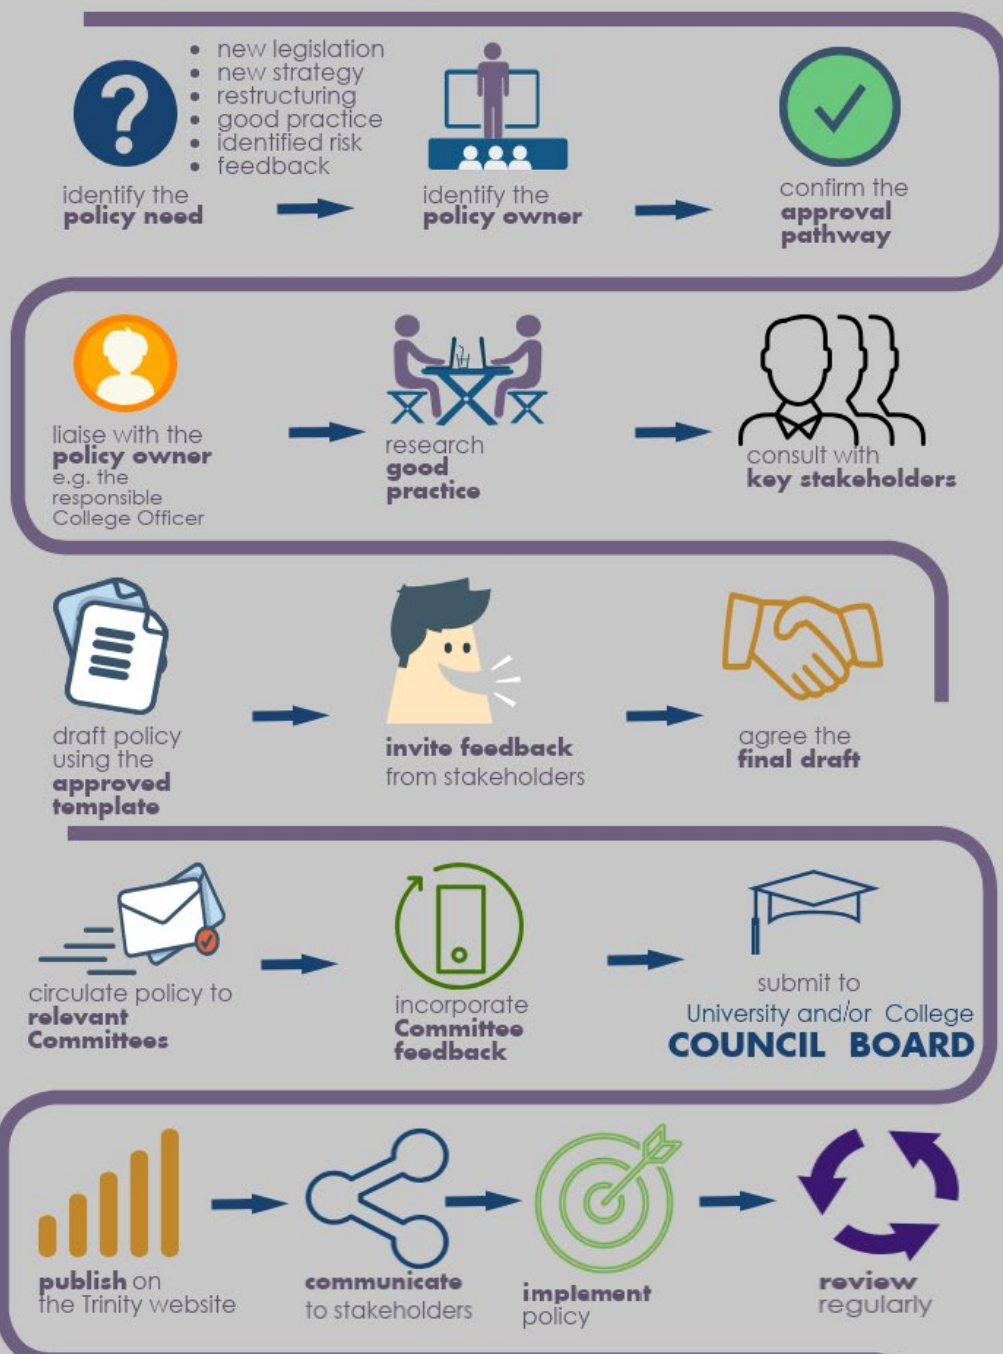 new legislation
new strategy
restructuring
good practice
identified risk
feedback
identify the
policy need
identify the
policy owner
confirm the
approval
pathway
liaise with the
policy owner
e.g. the
responsible
College Officer
research
good
practice
consult with
key stakeholders
draft policy
using the
approved
template
invite feedback
from stakeholders
agree the
final draft
circulate policy to
relevant
Committees
incorporate
Committee
feedback
submit to
University and/or College
COUNCIL BOARD
publish on
the Trinity website
communicate
to stakeholders
implement
policy
review
regularly